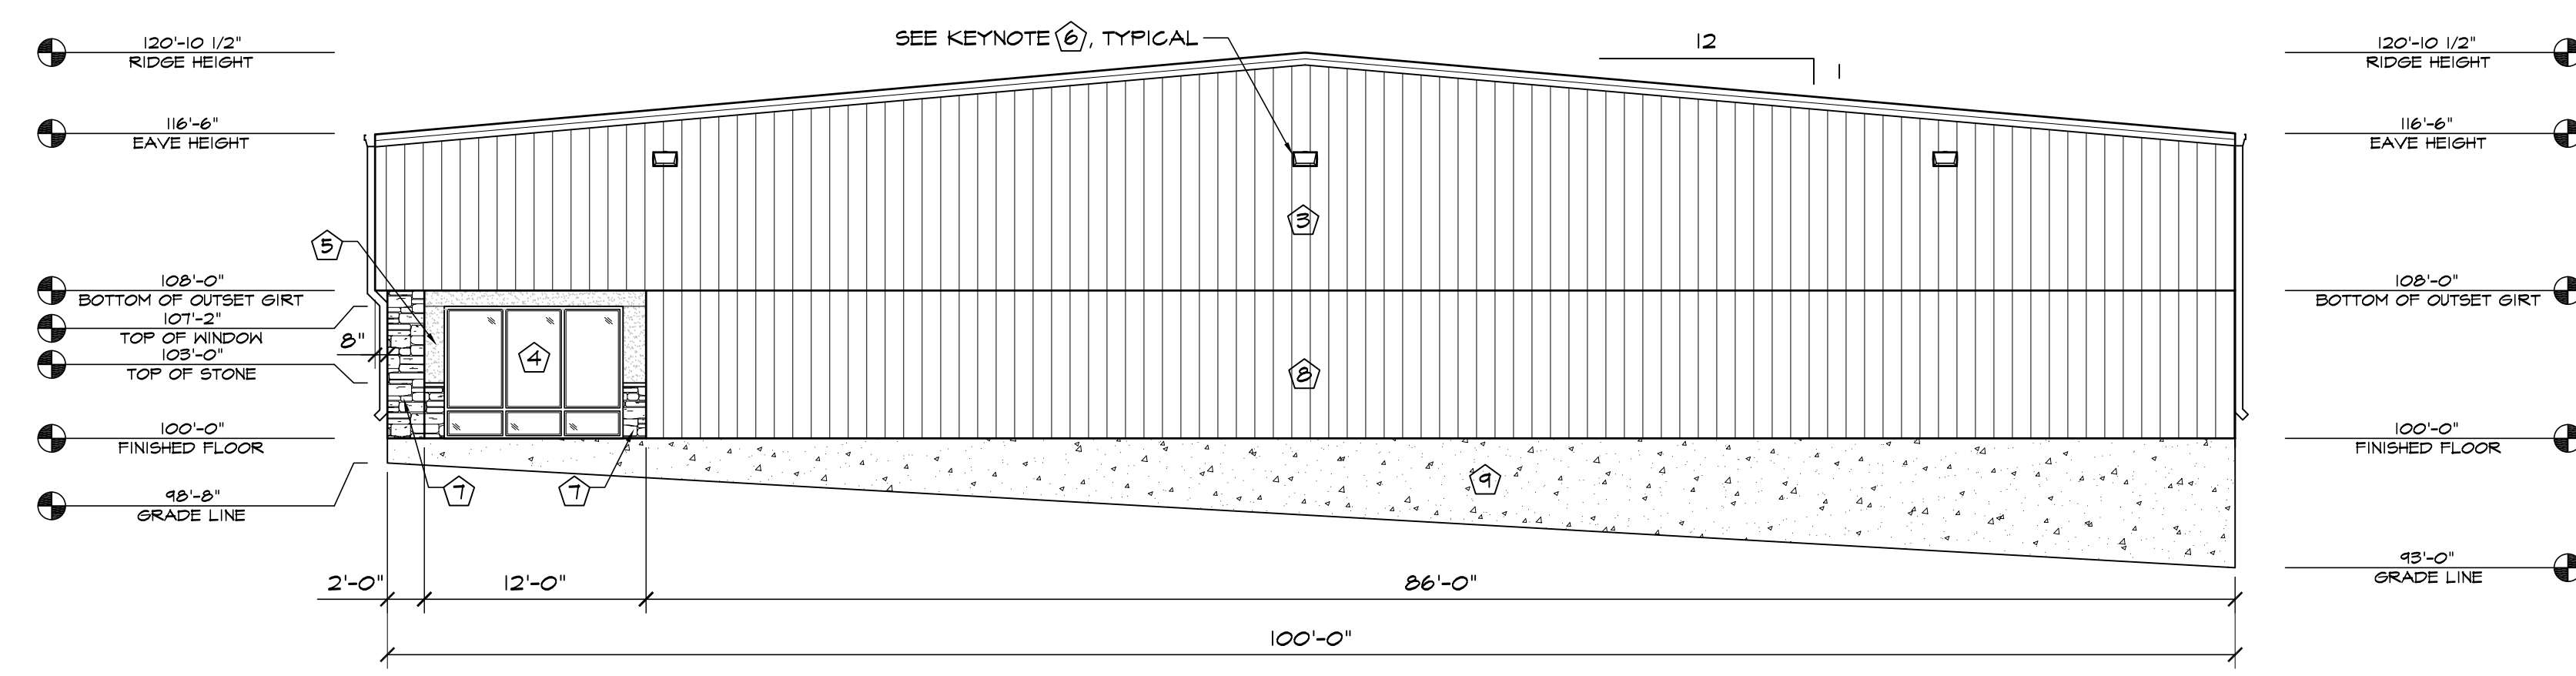 SEE KEYNOTE 6, TYPICAL
12
1
120'-10 1/2"
RIDGE HEIGHT
116'-6"
EAVE HEIGHT
5
108'-0"
BOTTOM OF OUTSET GIRT
107'-2"
TOP OF WINDOW
8"
103'-0"
TOP OF STONE
100'-0"
FINISHED FLOOR
98'-8"
GRADE LINE
3
4
8
7
7
9
120'-10 1/2"
RIDGE HEIGHT
116'-6"
EAVE HEIGHT
108'-0"
BOTTOM OF OUTSET GIRT
100'-0"
FINISHED FLOOR
93'-0"
GRADE LINE
2'-0"
12'-0"
86'-0"
100'-0"